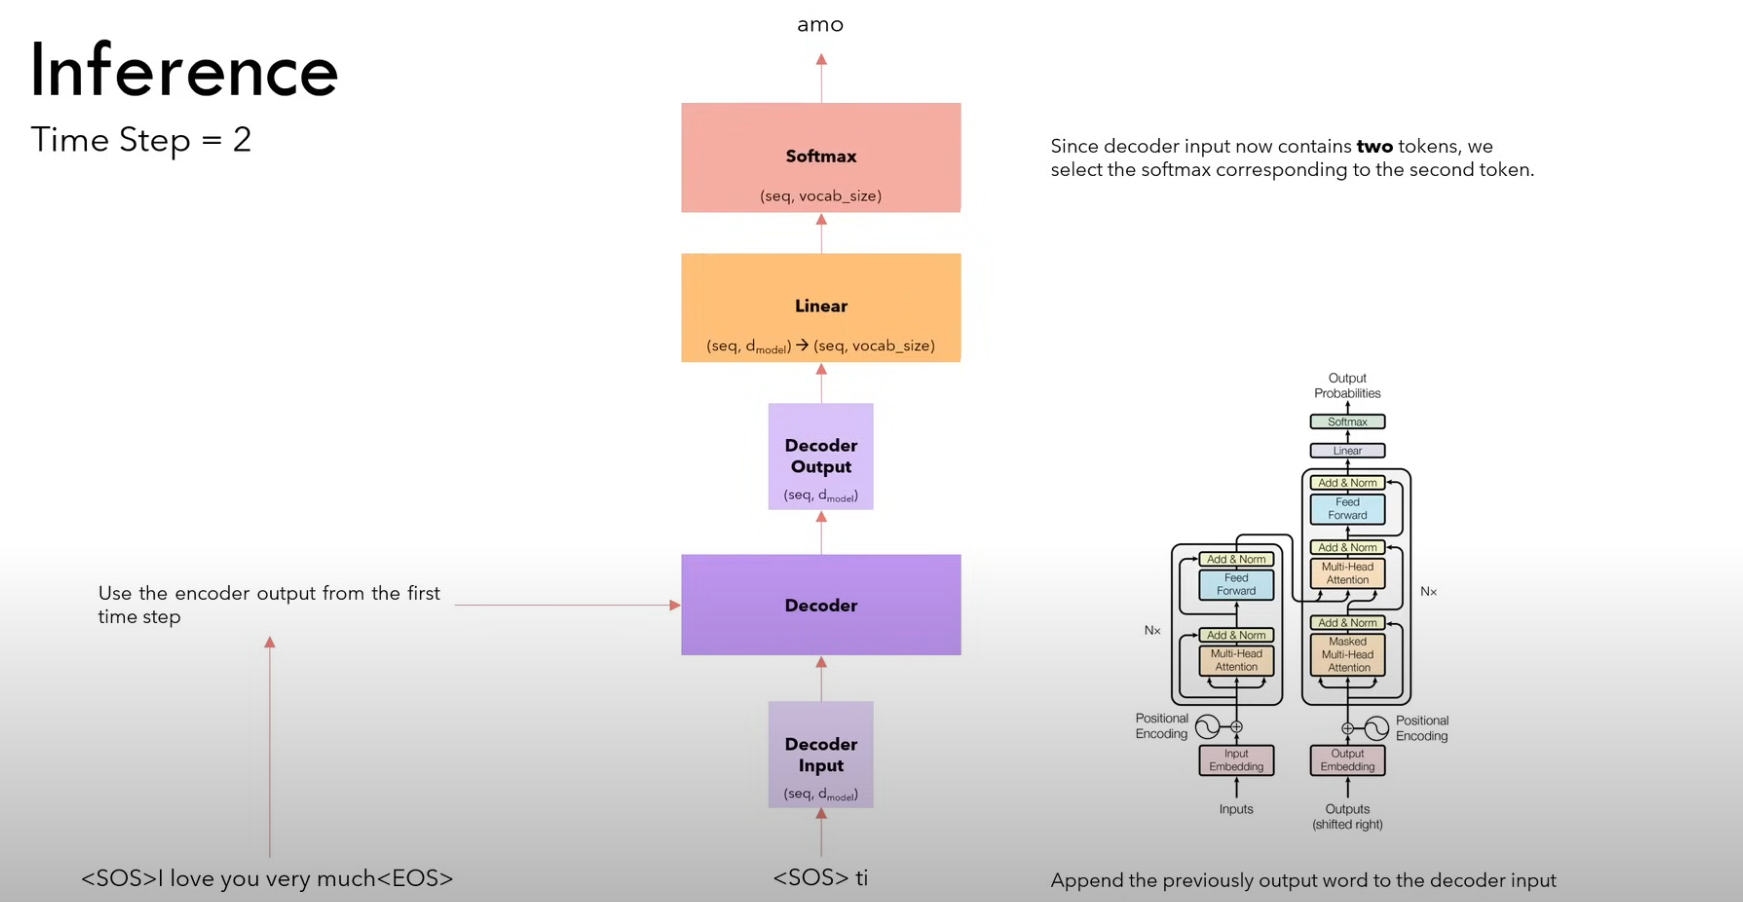 Inference
Time Step = 2
amo
Softmax
(seq, vocab_size)
Since decoder input now contains two tokens, we
select the softmax corresponding to the second token.
Linear
(seq, dmodel) → (seq, vocab_size)
Decoder
Output
(seq, dmodel)
Use the encoder output from the first
time step
Decoder
Decoder
Input
(seq, dmodel)
<SOS>I love you very much<EOS>
<SOS> ti
Output
Probabilities
Softmax
Linear
Add & Norm
Feed
Forward
Add & Norm
Multi-Head
Attention
Nx
Add & Norm
Masked
Multi-Head
Attention
Add & Norm
Feed
Forward
Nx
Add & Norm
Multi-Head
Attention
Positional
Encoding
Positional
Encoding
Input
Embedding
Output
Embedding
Inputs
Outputs
(shifted right)
Append the previously output word to the decoder input